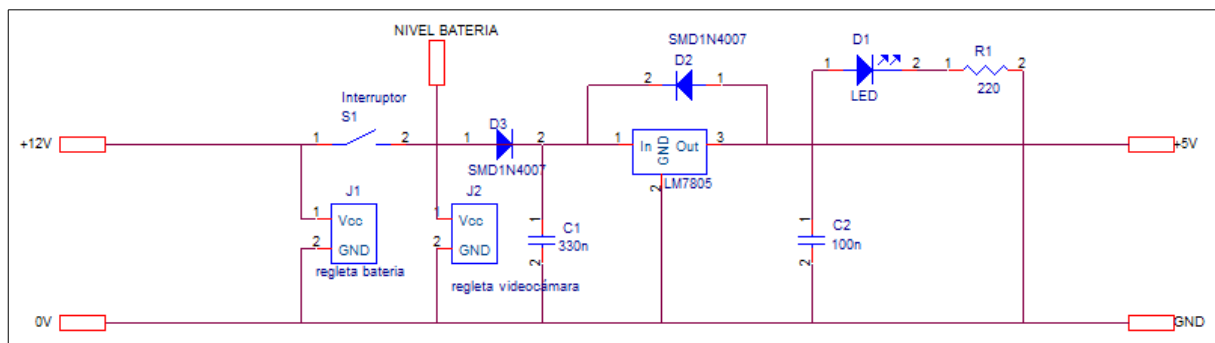 NIVEL BATERIA
SMD1N4007
D2
2
1
D1
1
2
LED
R1
1
2
220
Interruptor
S1
+12V
1
2
D3
1
2
SMD1N4007
1
In
GND
Out
3
2
LM7805
+5V
J1
1
Vcc
2
GND
regleta bateria
J2
1
Vcc
2
GND
regleta videocámara
1
C1
330n
2
1
C2
100n
2
0V
GND